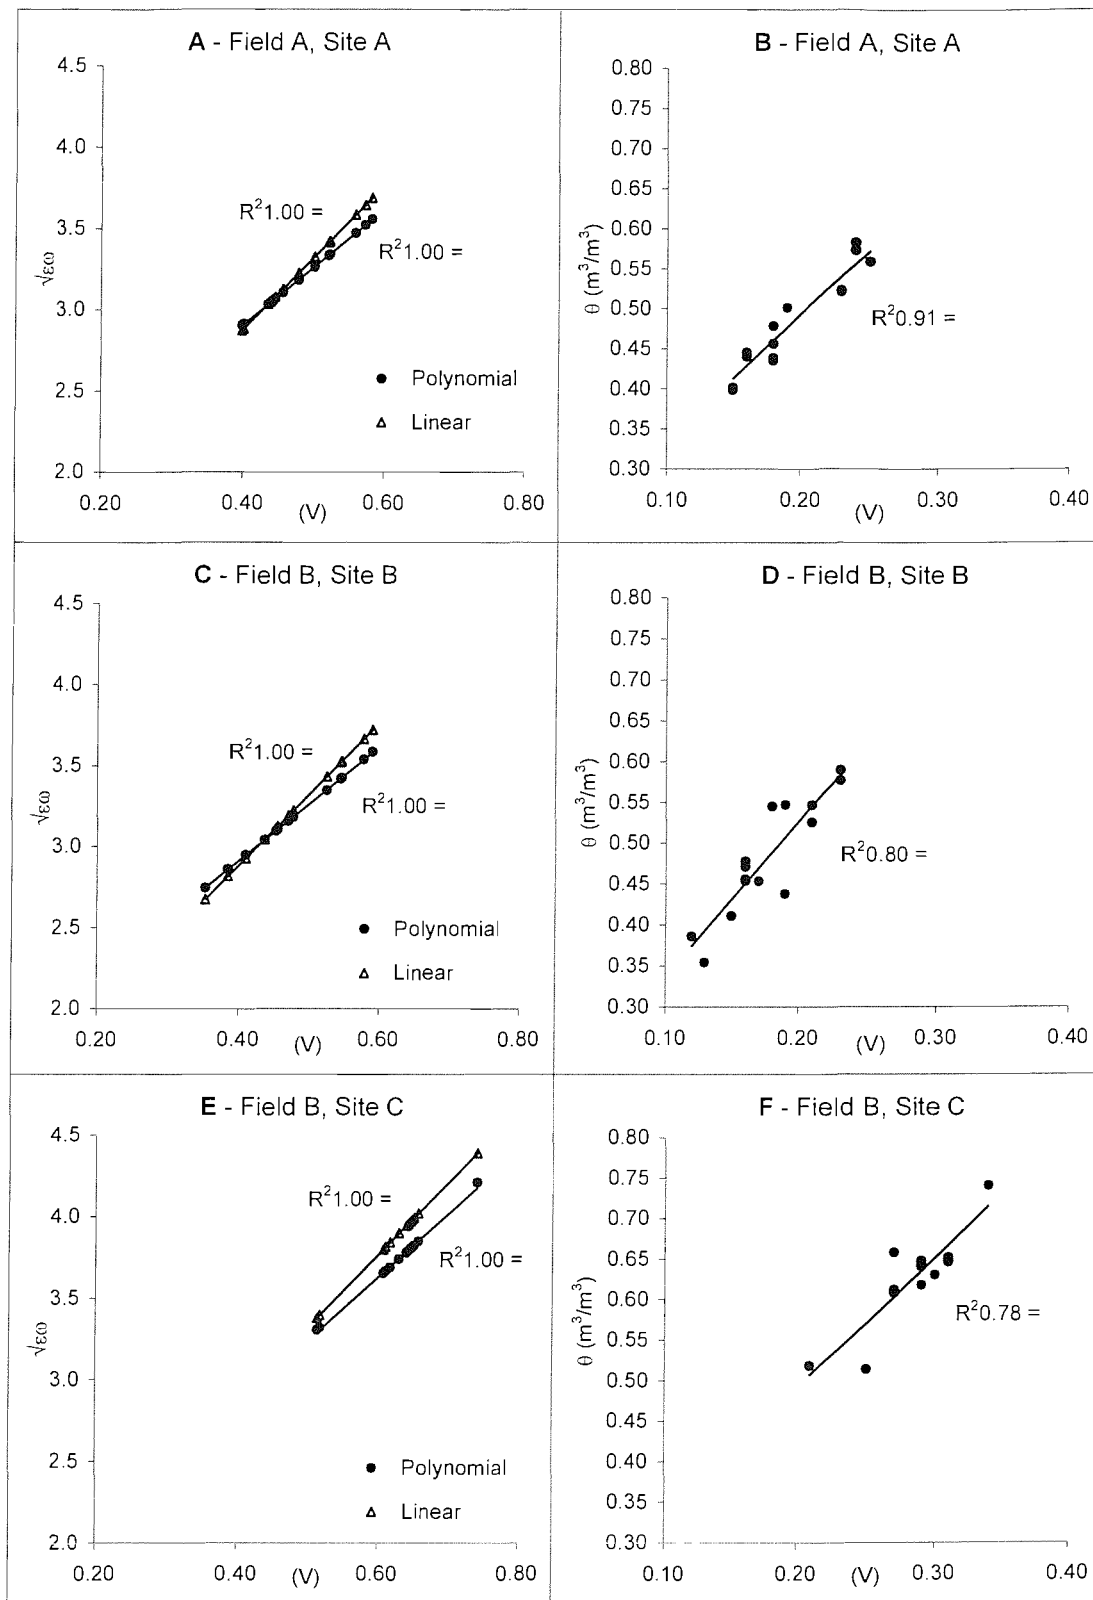 A - Field A, Site A
4.5
4.0
3.5
3.0
2.5
2.0
√εω
R²1.00 =
R²1.00 =
Polynomial
Linear
0.20
0.40
0.60
0.80
(V)
B - Field A, Site A
0.80
0.75
0.70
0.65
0.60
0.55
0.50
0.45
0.40
0.35
0.30
θ (m³/m³)
R²0.91 =
0.10
0.20
0.30
0.40
(V)
C - Field B, Site B
4.5
4.0
3.5
3.0
2.5
2.0
√εω
R²1.00 =
R²1.00 =
Polynomial
Linear
0.20
0.40
0.60
0.80
(V)
D - Field B, Site B
0.80
0.75
0.70
0.65
0.60
0.55
0.50
0.45
0.40
0.35
0.30
θ (m³/m³)
R²0.80 =
0.10
0.20
0.30
0.40
(V)
E - Field B, Site C
4.5
4.0
3.5
3.0
2.5
2.0
√εω
R²1.00 =
R²1.00 =
Polynomial
Linear
0.20
0.40
0.60
0.80
(V)
F - Field B, Site C
0.80
0.75
0.70
0.65
0.60
0.55
0.50
0.45
0.40
0.35
0.30
θ (m³/m³)
R²0.78 =
0.10
0.20
0.30
0.40
(V)